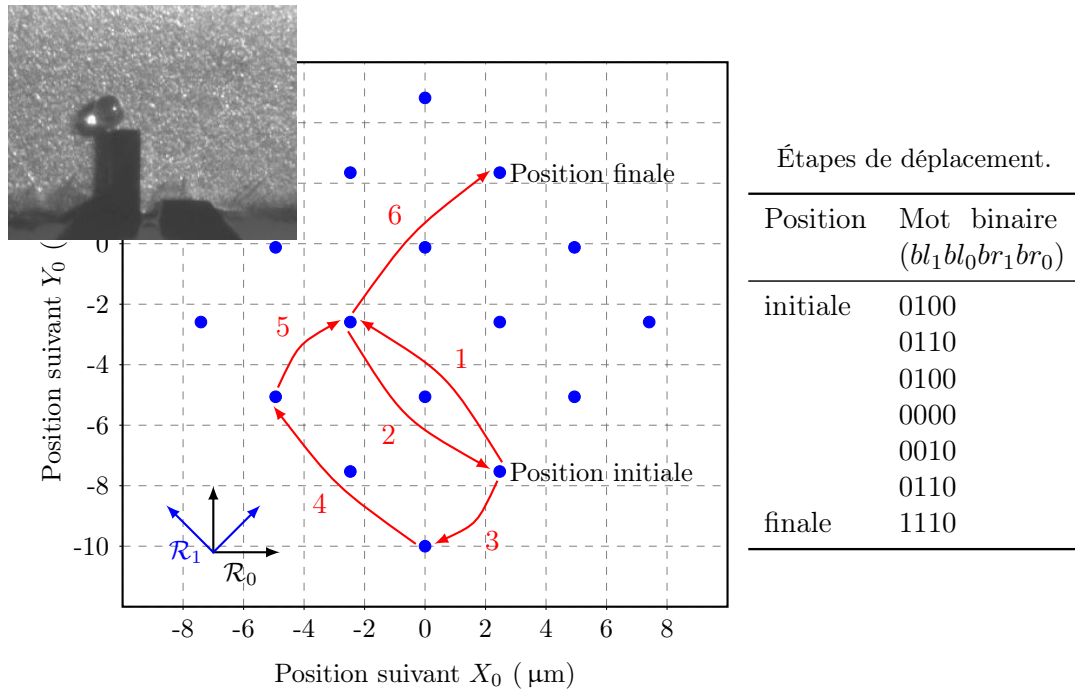 Position finale
6
0
-2
-4
-6
-8
-10
Position suivant Y₀ (
5
1
2
Position initiale
4
3
R₁
R₀
-8 -6 -4 -2 0 2 4 6 8
Position suivant X₀ ( µm)
Étapes de déplacement.
Position Mot binaire
(bl₁bl₀br₁br₀)
initiale 0100
0110
0100
0000
0010
0110
finale 1110